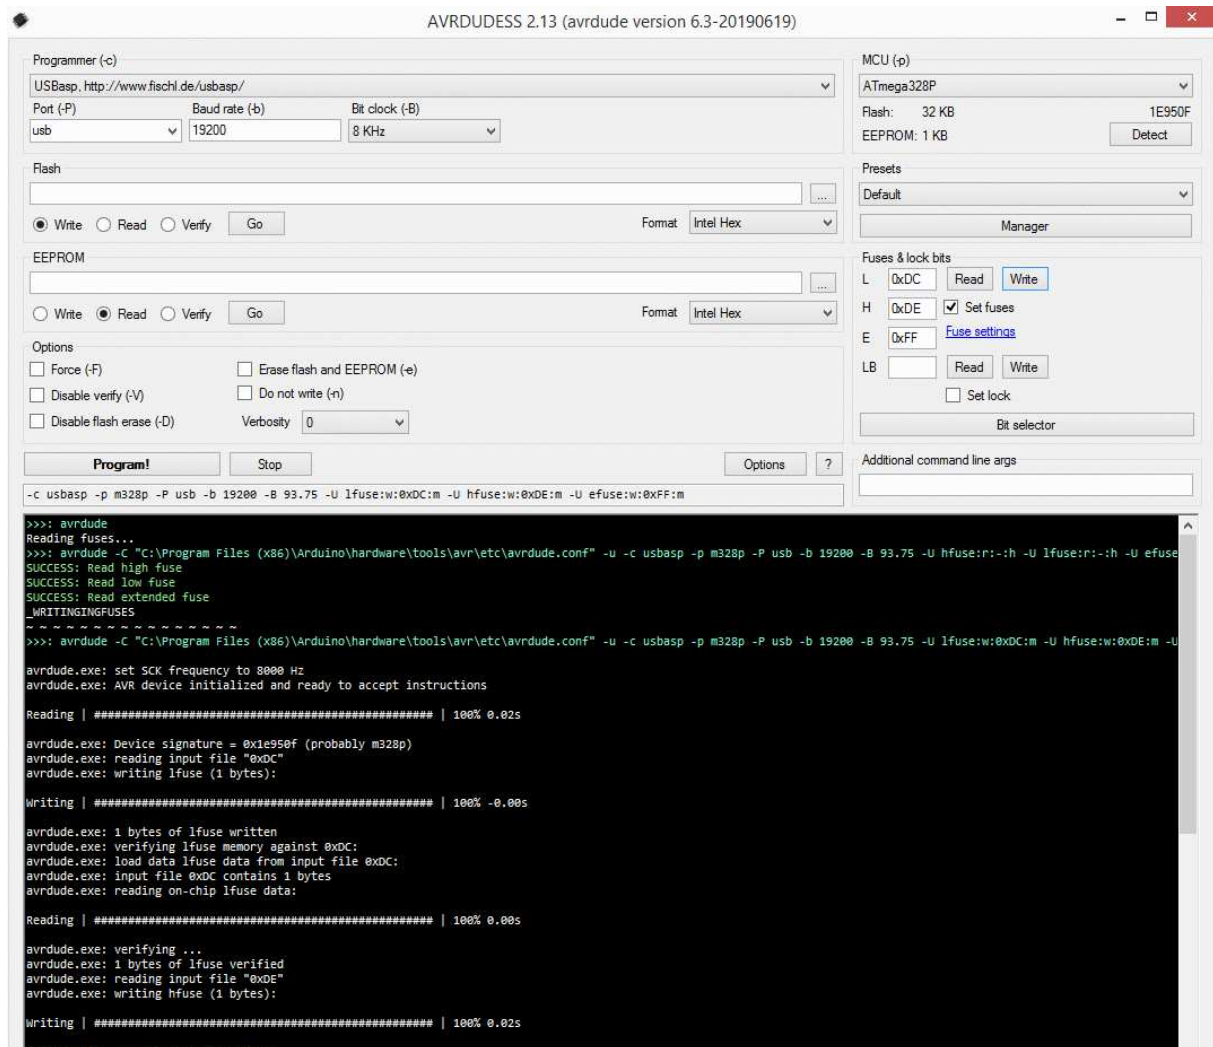 AVRDUDESS 2.13 (avrdude version 6.3-20190619)
Programmer (-c)
USBasp, http://www.fischl.de/usbasp/
Port (-P) Baud rate (-b) Bit clock (-B)
usb 19200 8 KHz
MCU (-p)
ATmega328P
Flash: 32 KB 1E950F
EEPROM: 1 KB Detect
Flash
...
Write Read Verify Go Format Intel Hex
Presets
Default
Manager
EEPROM
...
Write Read Verify Go Format Intel Hex
Fuses & lock bits
L 0xDC Read Write
H 0xDE Set fuses
E 0xFF Fuse settings
LB Read Write
Set lock
Bit selector
Options
Force (-F) Erase flash and EEPROM (-e)
Disable verify (-V) Do not write (-n)
Disable flash erase (-D) Verbosity 0
Program! Stop Options ?
Additional command line args
-c usbasp -p m328p -P usb -b 19200 -B 93.75 -U lfuse:w:0xDC:m -U hfuse:w:0xDE:m -U efuse:w:0xFF:m
>>>: avrdude
Reading fuses...
>>>: avrdude -C "C:\Program Files (x86)\Arduino\hardware\tools\avr\etc\avrdude.conf" -u -c usbasp -p m328p -P usb -b 19200 -B 93.75 -U hfuse:r:-:h -U lfuse:r:-:h -U efuse
SUCCESS: Read high fuse
SUCCESS: Read low fuse
SUCCESS: Read extended fuse
_WRITINGINGFUSES
~ ~ ~ ~ ~ ~ ~ ~ ~ ~ ~ ~ ~ ~ ~ ~
>>>: avrdude -C "C:\Program Files (x86)\Arduino\hardware\tools\avr\etc\avrdude.conf" -u -c usbasp -p m328p -P usb -b 19200 -B 93.75 -U lfuse:w:0xDC:m -U hfuse:w:0xDE:m -U
avrdude.exe: set SCK frequency to 8000 Hz
avrdude.exe: AVR device initialized and ready to accept instructions
Reading | ################################################## | 100% 0.02s
avrdude.exe: Device signature = 0x1e950f (probably m328p)
avrdude.exe: reading input file "0xDC"
avrdude.exe: writing lfuse (1 bytes):
Writing | ################################################## | 100% -0.00s
avrdude.exe: 1 bytes of lfuse written
avrdude.exe: verifying lfuse memory against 0xDC:
avrdude.exe: load data lfuse data from input file 0xDC:
avrdude.exe: input file 0xDC contains 1 bytes
avrdude.exe: reading on-chip lfuse data:
Reading | ################################################## | 100% 0.00s
avrdude.exe: verifying ...
avrdude.exe: 1 bytes of lfuse verified
avrdude.exe: reading input file "0xDE"
avrdude.exe: writing hfuse (1 bytes):
Writing | ################################################## | 100% 0.02s